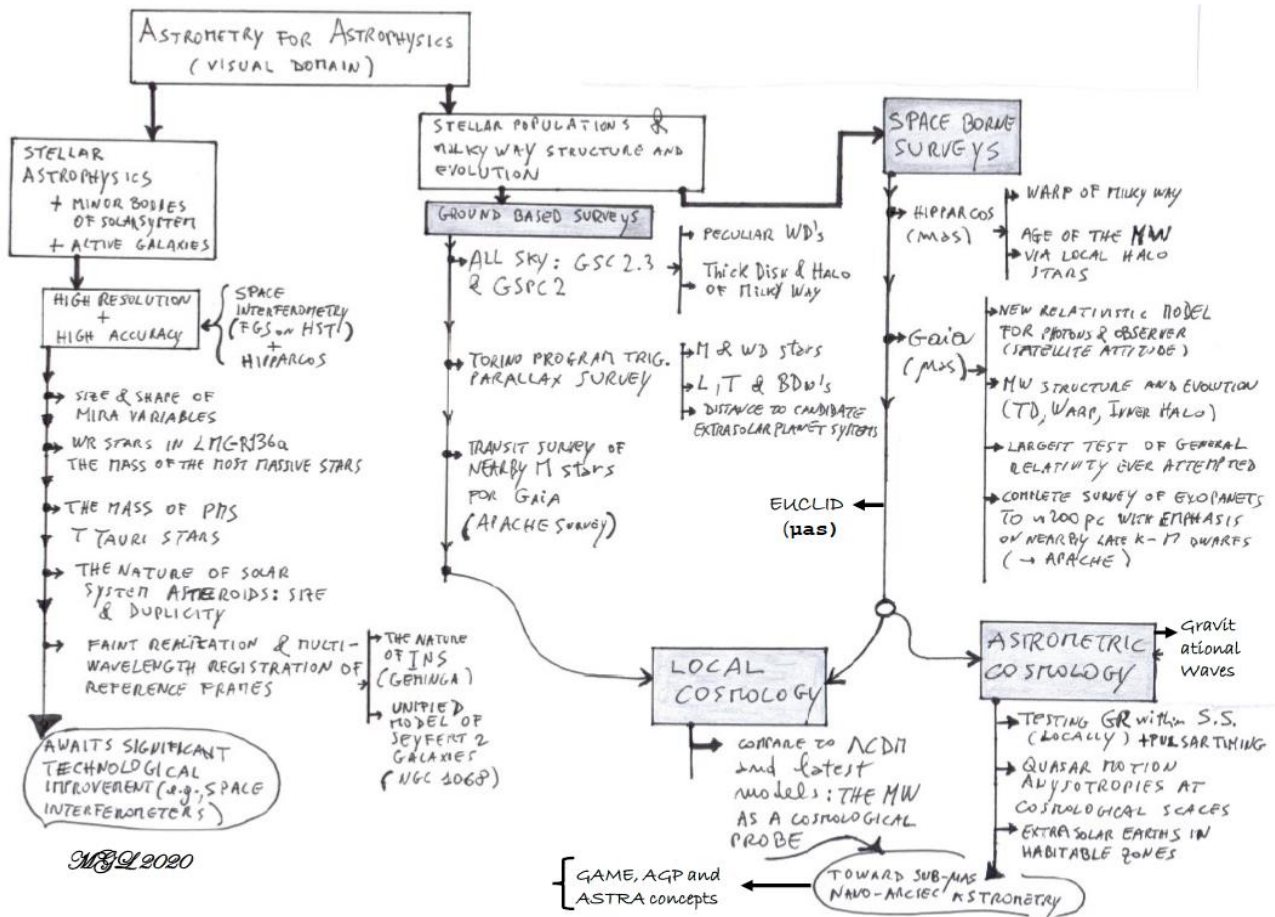 ASTROMETRY FOR ASTROPHYSICS
(VISUAL DOMAIN)
STELLAR
ASTROPHYSICS
+ MINOR BODIES
OF SOLAR SYSTEM
+ ACTIVE GALAXIES
HIGH RESOLUTION
+
HIGH ACCURACY
SPACE
INTERFEROMETRY
(FGS on HST)
+
HIPPARCOS
SIZE & SHAPE OF
MIRA VARIABLES
WR STARS IN LMC-R136a
THE MASS OF THE MOST MASSIVE STARS
THE MASS OF PMS
T TAURI STARS
THE NATURE OF SOLAR
SYSTEM ASTEROIDS: SIZE
& DUPLICITY
FAINT REALIZATION & MULTI-
WAVELENGTH REGISTRATION OF
REFERENCE FRAMES
THE NATURE
OF INS
(GEMINGA)
UNIFIED
MODEL OF
SEYFERT 2
GALAXIES
(NGC 1068)
AWAITS SIGNIFICANT
TECHNOLOGICAL
IMPROVEMENT (e.g., SPACE
INTERFEROMETERS)
MGL 2020
STELLAR POPULATIONS &
MILKY WAY STRUCTURE AND
EVOLUTION
GROUND BASED SURVEYS
ALL SKY: GSC 2.3
& GSPC 2
PECULIAR WD's
THICK DISK & HALO
OF MILKY WAY
TORINO PROGRAM TRIG.
PARALLAX SURVEY
M & WD stars
L, T & BDw's
DISTANCE TO CANDIDATE
EXTRASOLAR PLANET SYSTEMS
TRANSIT SURVEY OF
NEARBY M stars
FOR GAIA
(APACHE SURVEY)
SPACE BORNE
SURVEYS
HIPPARCOS
(mas)
WARP OF MILKY WAY
AGE OF THE MW
VIA LOCAL HALO
STARS
Gaia
(μas)
NEW RELATIVISTIC MODEL
FOR PHOTONS & OBSERVER
(SATELLITE ATTITUDE)
MW STRUCTURE AND EVOLUTION
(TD, WARP, INNER HALO)
LARGEST TEST OF GENERAL
RELATIVITY EVER ATTEMPTED
COMPLETE SURVEY OF EXOPANETS
TO ~200 pc WITH EMPHASIS
ON NEARBY LATE K-M DWARFS
(→ APACHE)
EUCLID
(μas)
LOCAL
COSMOLOGY
COMPARE TO ΛCDM
and latest
models: THE MW
AS A COSMOLOGICAL
PROBE
ASTROMETRIC
COSMOLOGY
Gravit
ational
Waves
TESTING GR within S.S.
(LOCALLY) + PULSAR TIMING
QUASAR MOTION
ANYSOTROPIES AT
COSMOLOGICAL SCALES
EXTRASOLAR EARTHS IN
HABITABLE ZONES
TOWARD SUB-μAS
NANO-ARCSEC ASTROMETRY
GAME, AGP and
ASTRA concepts